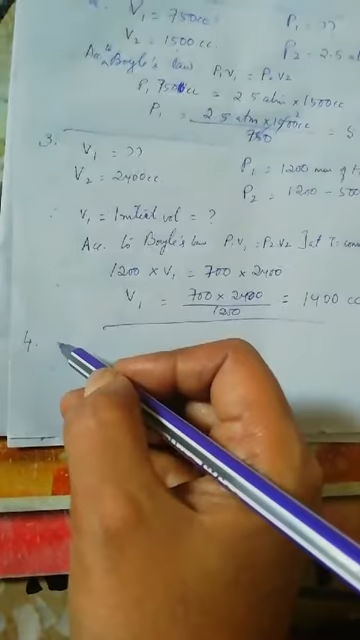 V₁ = 750cc
P₁ = ??
V₂ = 1500 cc.
P₂ = 2.5 at
Acc to Boyle's law P₁V₁ = P₂V₂
P₁ 750cc = 2.5 atm × 1500cc
P₁ = 2.5 atm × 1500cc / 750 = 5
3.
V₁ = ??
P₁ = 1200 mm of H
V₂ = 2400cc.
P₂ = 1200 - 500
V₁ = Initial vol = ?
Acc. to Boyle's law P₁V₁ = P₂V₂ ] at T. cons
1200 × V₁ = 700 × 2400
V₁ = 700 × 2400 / 1200 = 1400 cc
4.